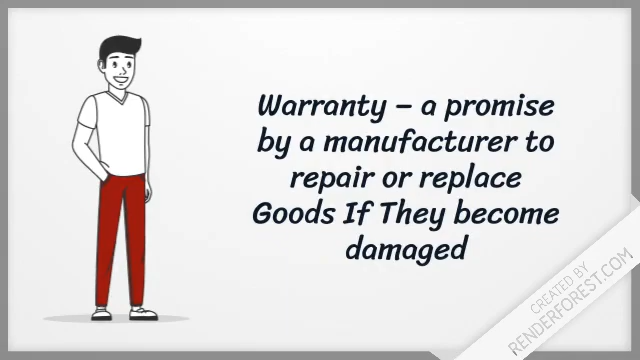 Warranty – a promise
by a manufacturer to
repair or replace
Goods If They become
damaged
CREATED BY
RENDERFOREST.COM